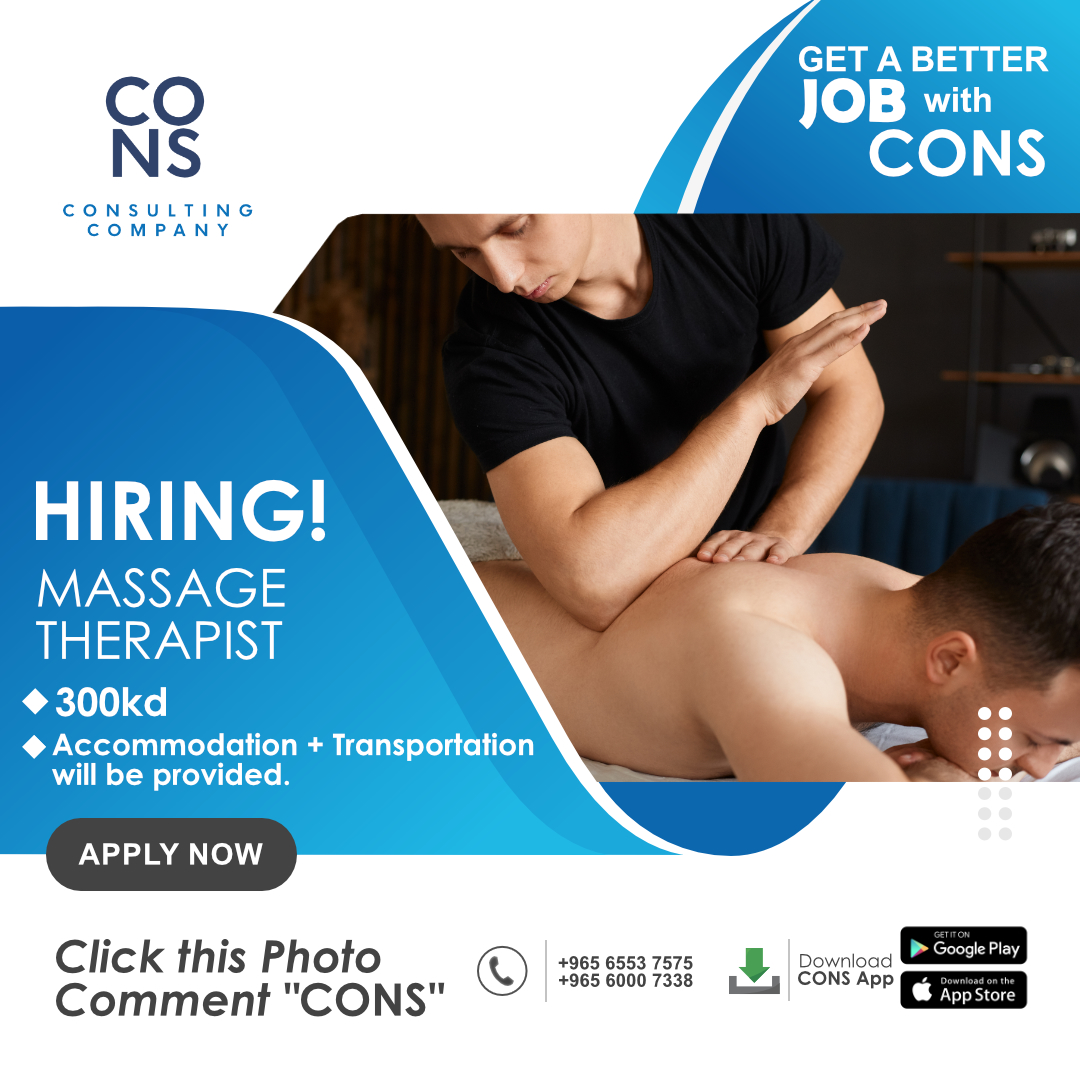 CO
NS
CONSULTING
COMPANY
GET A BETTER
JOB with
CONS
HIRING!
MASSAGE
THERAPIST
300kd
Accommodation + Transportation
will be provided.
APPLY NOW
Click this Photo
Comment "CONS"
+965 6553 7575
+965 6000 7338
Download
CONS App
GET IT ON
Google Play
Download on the
App Store